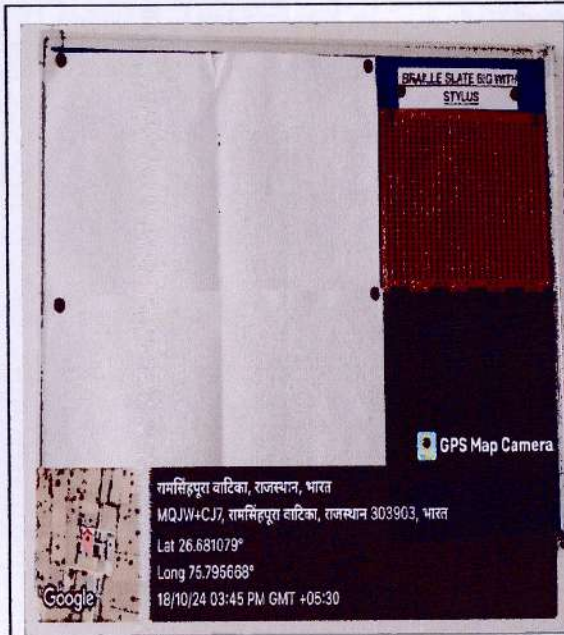 BRAILLE SLATE BIG WITH
STYLUS
GPS Map Camera
रामसिंहपूरा वाटिका, राजस्थान, भारत
MQJW+CJ7, रामसिंहपूरा वाटिका, राजस्थान 303903, भारत
Lat 26.681079°
Long 75.795668°
18/10/24 03:45 PM GMT +05:30
Google